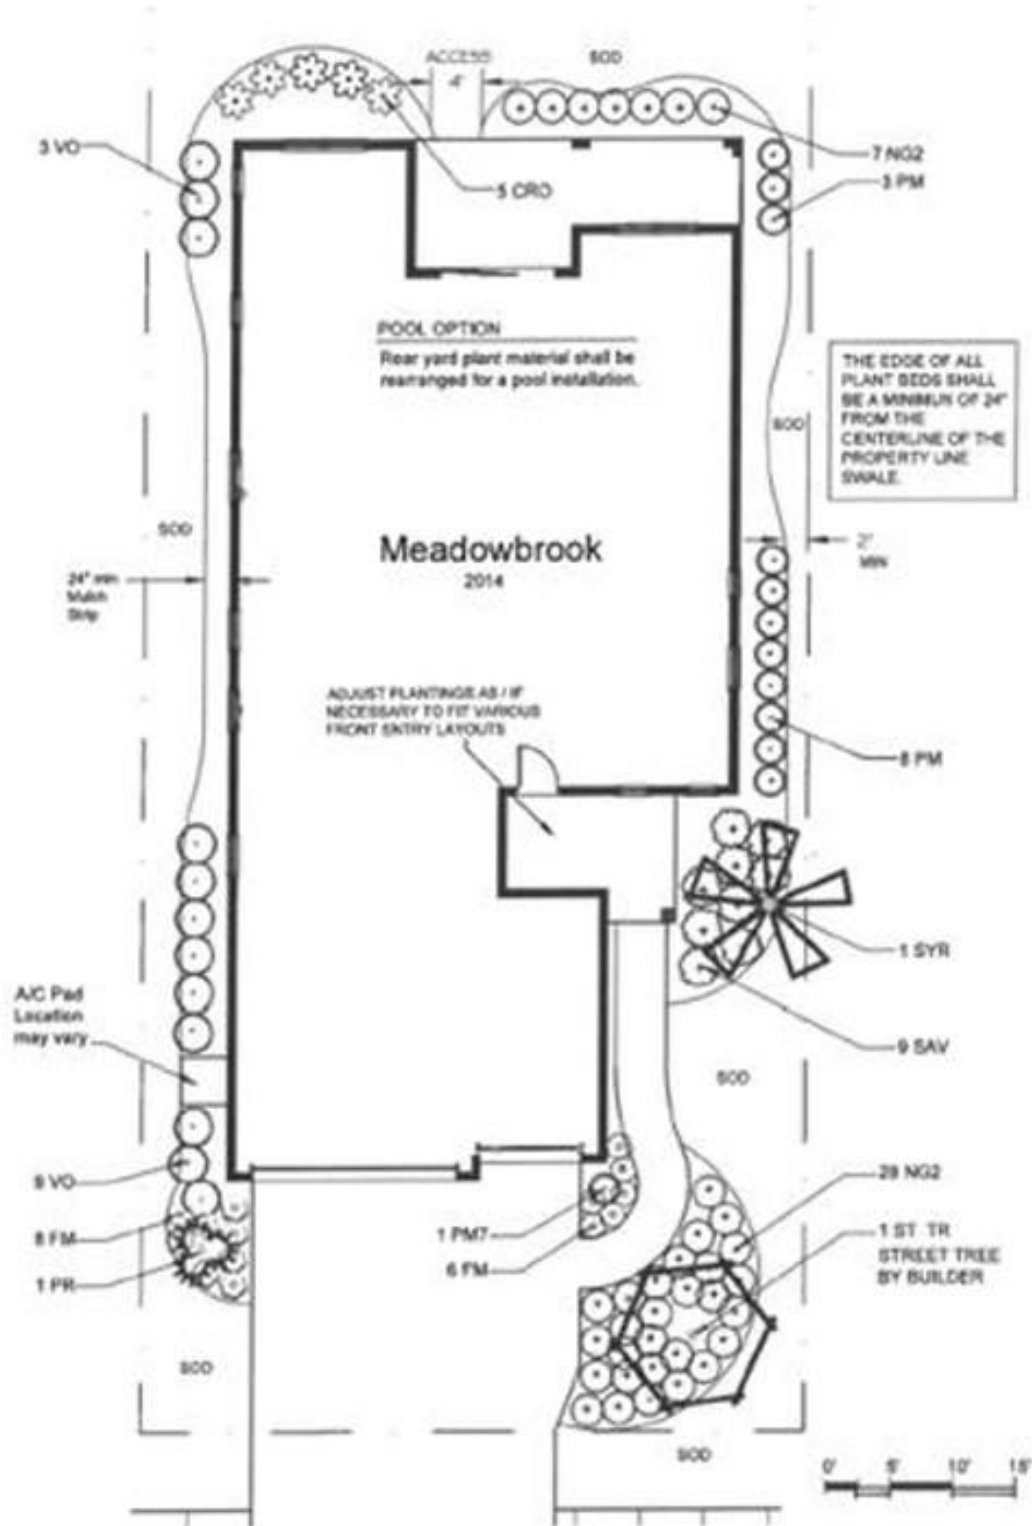 ACCESS
4'
SOD
3 VO
7 NG2
3 PM
5 CRO
POOL OPTION
Rear yard plant material shall be
rearranged for a pool installation.
THE EDGE OF ALL
PLANT BEDS SHALL
BE A MINIMUN OF 24"
FROM THE
CENTERLINE OF THE
PROPERTY LINE
SWALE.
SOD
SOD
Meadowbrook
2014
2'
MIN
24" min
Mulch
Strip
ADJUST PLANTINGS AS / IF
NECESSARY TO FIT VARIOUS
FRONT ENTRY LAYOUTS
8 PM
1 SYR
A/C Pad
Location
may vary
9 SAV
SOD
9 VO
29 NG2
8 FM
1 PM7
1 ST TR
STREET TREE
BY BUILDER
6 FM
1 PR
SOD
SOD
0' 5' 10' 15'